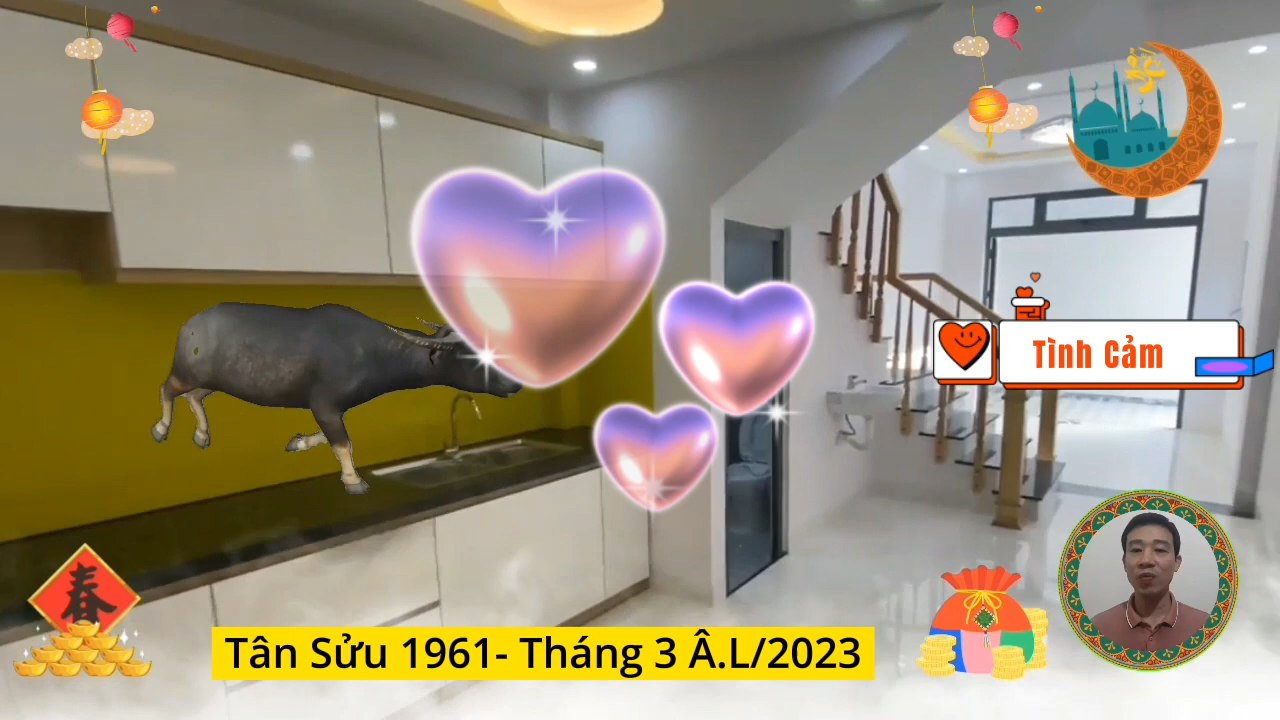 Tình Cảm
春
Tân Sửu 1961- Tháng 3 Â.L/2023